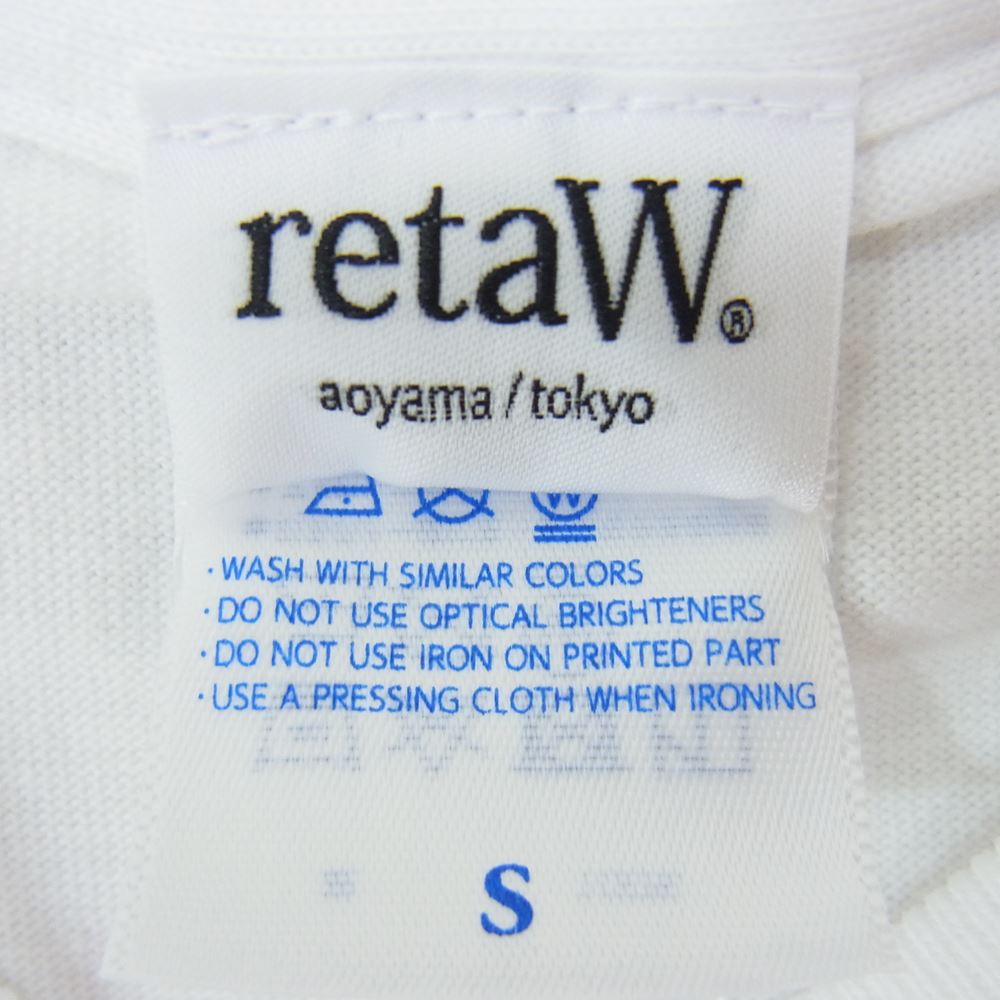 retaW®
aoyama / tokyo
W
· WASH WITH SIMILAR COLORS
· DO NOT USE OPTICAL BRIGHTENERS
· DO NOT USE IRON ON PRINTED PART
· USE A PRESSING CLOTH WHEN IRONING
S